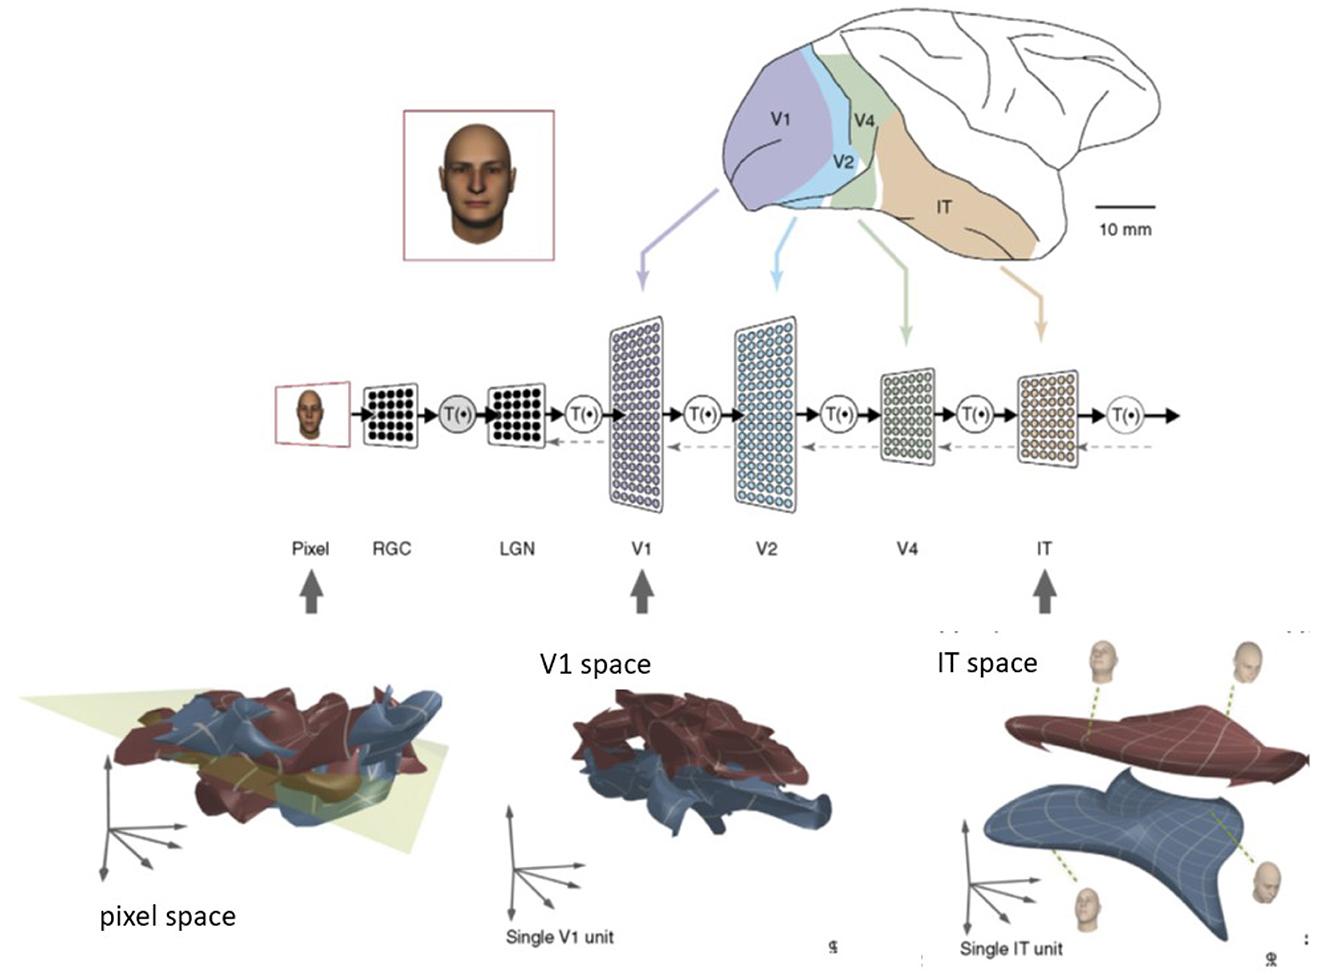 V1
V4
V2
IT
10 mm
T(•) T(•) T(•) T(•) T(•) T(•)
Pixel RGC LGN V1 V2 V4 IT
V1 space
IT space
pixel space
Single V1 unit
Single IT unit